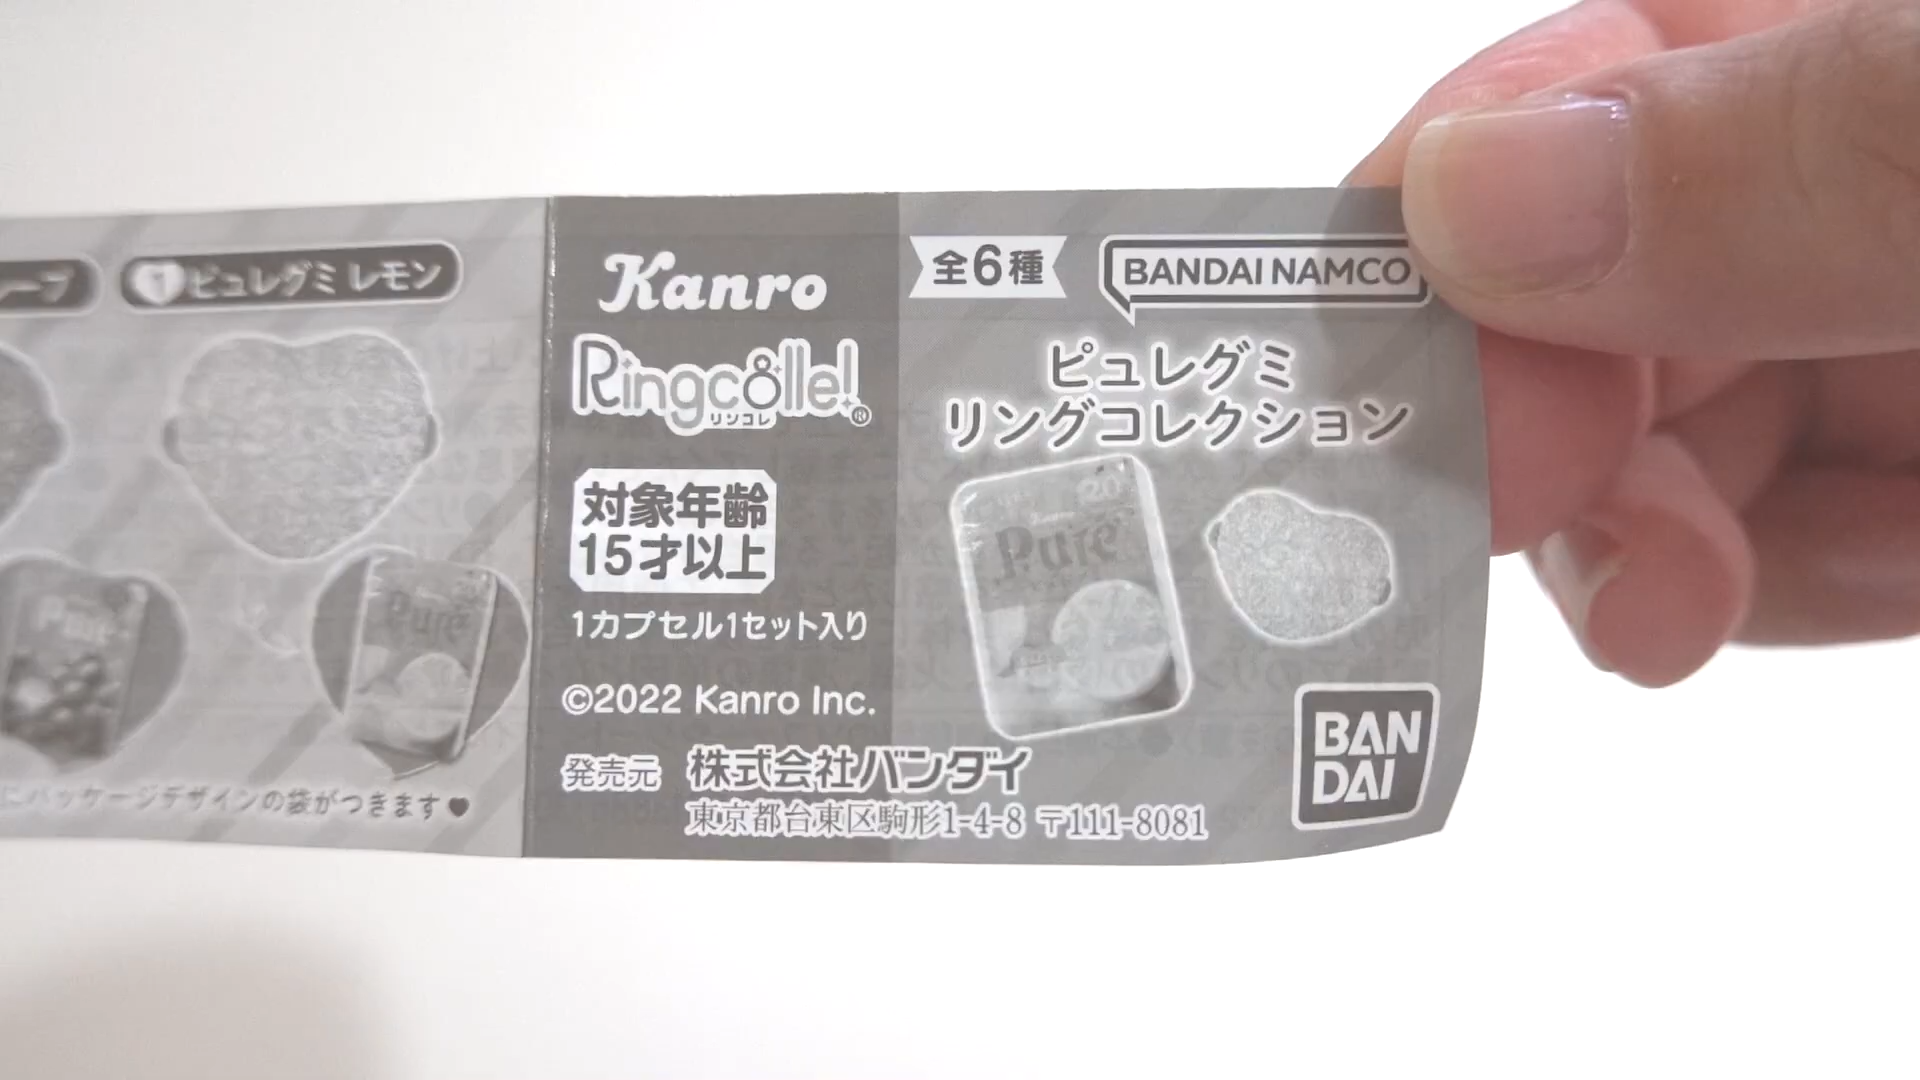 ープ
1 ピュレグミ レモン
にパッケージデザインの袋がつきます♥
Kanro
Ringcolle!®
リンコレ
対象年齢
15才以上
1カプセル1セット入り
©2022 Kanro Inc.
発売元 株式会社バンダイ
東京都台東区駒形1-4-8 〒111-8081
全6種
BANDAI NAMCO
ピュレグミ
リングコレクション
Pure
BAN
DAI